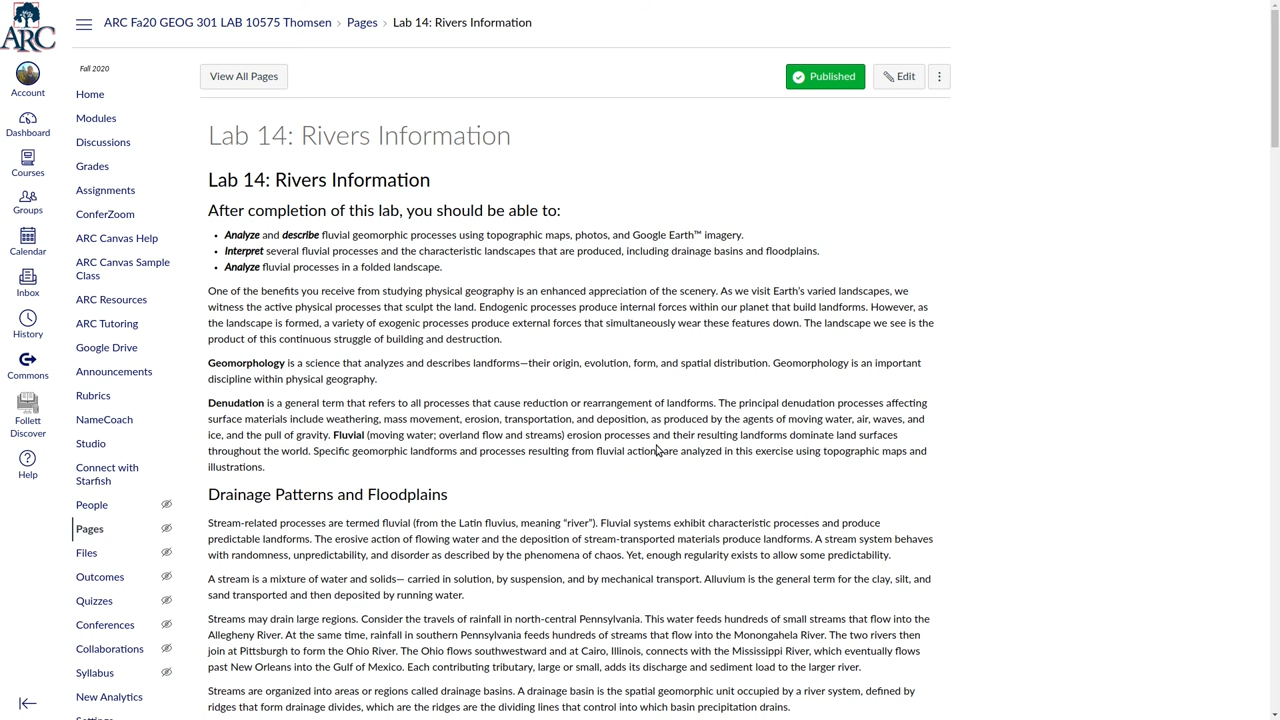 ARC
Account
Dashboard
Courses
Groups
Calendar
Inbox
History
Commons
Follett
Discover
Help
ARC Fa20 GEOG 301 LAB 10575 Thomsen › Pages › Lab 14: Rivers Information
Fall 2020
Home
Modules
Discussions
Grades
Assignments
ConferZoom
ARC Canvas Help
ARC Canvas Sample
Class
ARC Resources
ARC Tutoring
Google Drive
Announcements
Rubrics
NameCoach
Studio
Connect with
Starfish
People
Pages
Files
Outcomes
Quizzes
Conferences
Collaborations
Syllabus
New Analytics
View All Pages
Published
Edit
Lab 14: Rivers Information
Lab 14: Rivers Information
After completion of this lab, you should be able to:
• Analyze and describe fluvial geomorphic processes using topographic maps, photos, and Google Earth™ imagery.
• Interpret several fluvial processes and the characteristic landscapes that are produced, including drainage basins and floodplains.
• Analyze fluvial processes in a folded landscape.
One of the benefits you receive from studying physical geography is an enhanced appreciation of the scenery. As we visit Earth's varied landscapes, we
witness the active physical processes that sculpt the land. Endogenic processes produce internal forces within our planet that build landforms. However, as
the landscape is formed, a variety of exogenic processes produce external forces that simultaneously wear these features down. The landscape we see is the
product of this continuous struggle of building and destruction.
Geomorphology is a science that analyzes and describes landforms—their origin, evolution, form, and spatial distribution. Geomorphology is an important
discipline within physical geography.
Denudation is a general term that refers to all processes that cause reduction or rearrangement of landforms. The principal denudation processes affecting
surface materials include weathering, mass movement, erosion, transportation, and deposition, as produced by the agents of moving water, air, waves, and
ice, and the pull of gravity. Fluvial (moving water; overland flow and streams) erosion processes and their resulting landforms dominate land surfaces
throughout the world. Specific geomorphic landforms and processes resulting from fluvial action are analyzed in this exercise using topographic maps and
illustrations.
Drainage Patterns and Floodplains
Stream-related processes are termed fluvial (from the Latin fluvius, meaning “river”). Fluvial systems exhibit characteristic processes and produce
predictable landforms. The erosive action of flowing water and the deposition of stream-transported materials produce landforms. A stream system behaves
with randomness, unpredictability, and disorder as described by the phenomena of chaos. Yet, enough regularity exists to allow some predictability.
A stream is a mixture of water and solids— carried in solution, by suspension, and by mechanical transport. Alluvium is the general term for the clay, silt, and
sand transported and then deposited by running water.
Streams may drain large regions. Consider the travels of rainfall in north-central Pennsylvania. This water feeds hundreds of small streams that flow into the
Allegheny River. At the same time, rainfall in southern Pennsylvania feeds hundreds of streams that flow into the Monongahela River. The two rivers then
join at Pittsburgh to form the Ohio River. The Ohio flows southwestward and at Cairo, Illinois, connects with the Mississippi River, which eventually flows
past New Orleans into the Gulf of Mexico. Each contributing tributary, large or small, adds its discharge and sediment load to the larger river.
Streams are organized into areas or regions called drainage basins. A drainage basin is the spatial geomorphic unit occupied by a river system, defined by
ridges that form drainage divides, which are the ridges are the dividing lines that control into which basin precipitation drains.